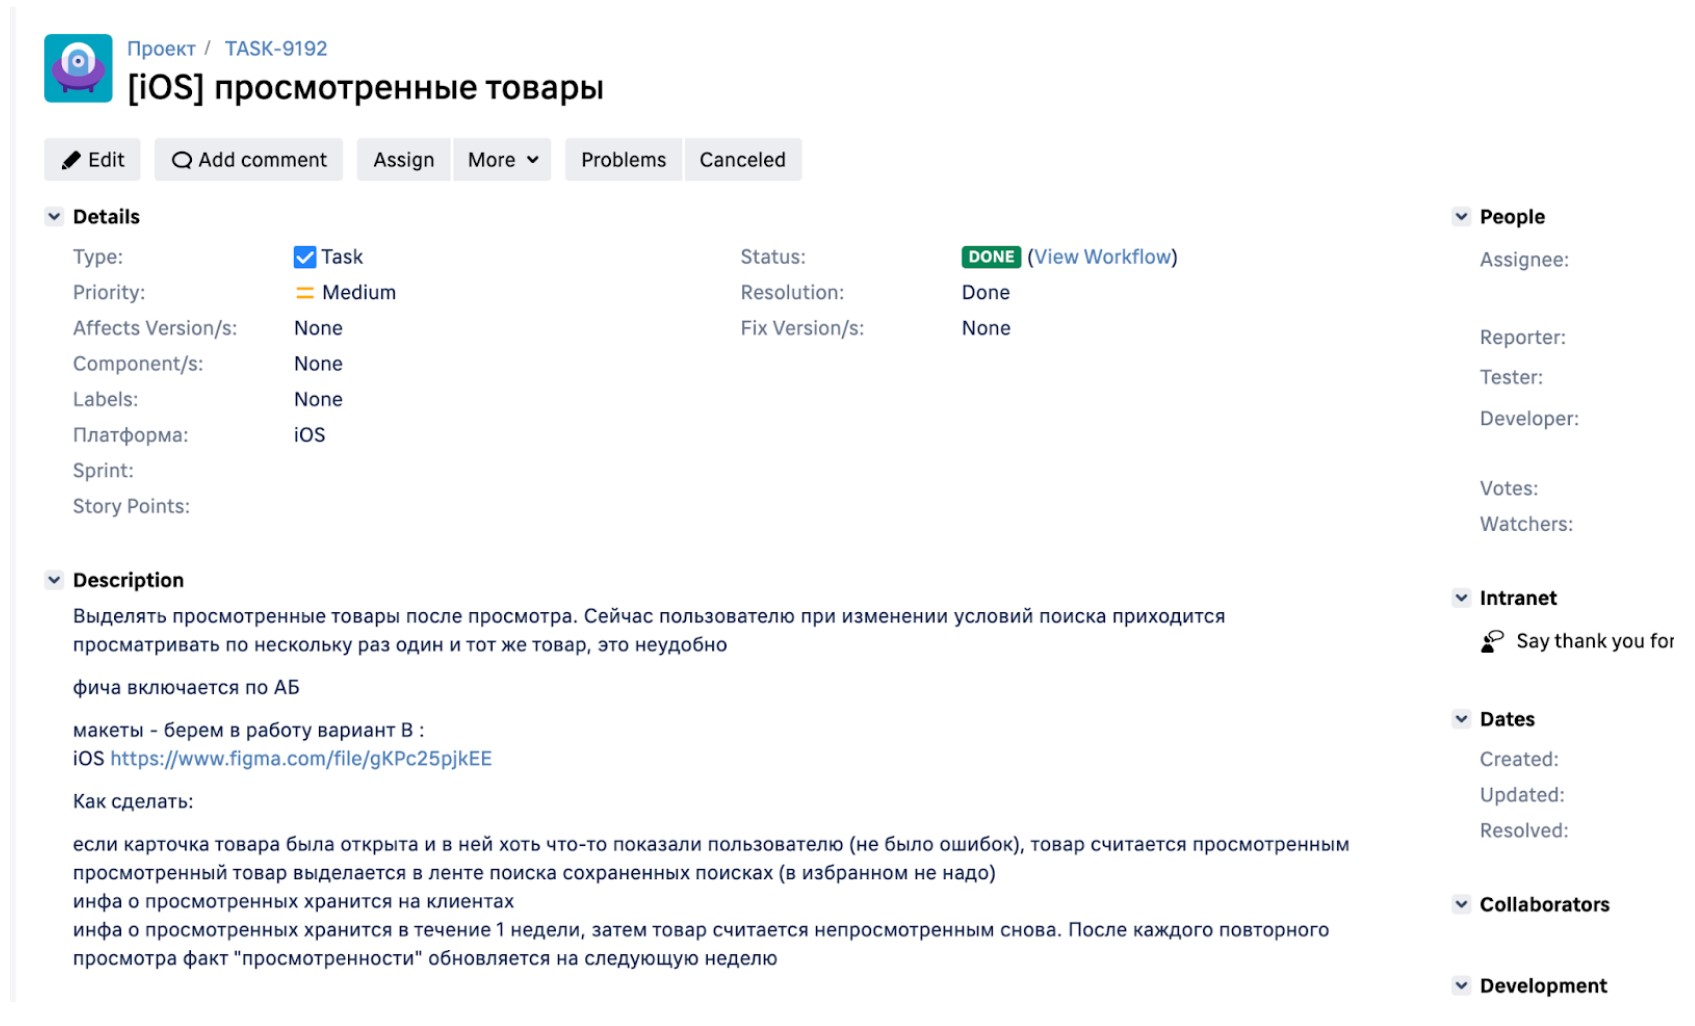 Проект / TASK-9192
[iOS] просмотренные товары
Edit Add comment Assign More Problems Canceled
Details
Type: Task
Priority: Medium
Affects Version/s: None
Component/s: None
Labels: None
Платформа: iOS
Sprint:
Story Points:
Status: DONE (View Workflow)
Resolution: Done
Fix Version/s: None
Description
Выделять просмотренные товары после просмотра. Сейчас пользователю при изменении условий поиска приходится
просматривать по нескольку раз один и тот же товар, это неудобно
фича включается по АБ
макеты - берем в работу вариант В :
iOS https://www.figma.com/file/gKPc25pjkEE
Как сделать:
если карточка товара была открыта и в ней хоть что-то показали пользователю (не было ошибок), товар считается просмотренным
просмотренный товар выделяется в ленте поиска сохраненных поисках (в избранном не надо)
инфа о просмотренных хранится на клиентах
инфа о просмотренных хранится в течение 1 недели, затем товар считается непросмотренным снова. После каждого повторного
просмотра факт "просмотренности" обновляется на следующую неделю
People
Assignee:
Reporter:
Tester:
Developer:
Votes:
Watchers:
Intranet
Say thank you for
Dates
Created:
Updated:
Resolved:
Collaborators
Development